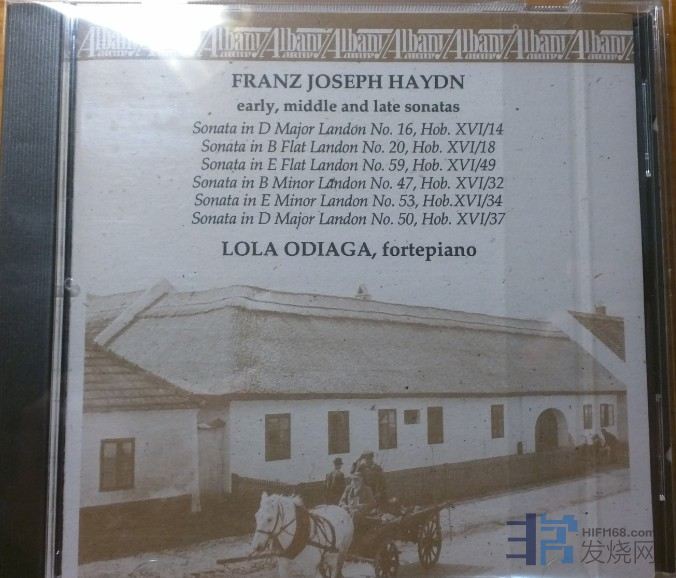 Albany Albany Albany Albany Albany Albany Albany Albany Albany
FRANZ JOSEPH HAYDN
early, middle and late sonatas
Sonata in D Major Landon No. 16, Hob. XVI/14
Sonata in B Flat Landon No. 20, Hob. XVI/18
Sonata in E Flat Landon No. 59, Hob. XVI/49
Sonata in B Minor Landon No. 47, Hob. XVI/32
Sonata in E Minor Landon No. 53, Hob.XVI/34
Sonata in D Major Landon No. 50, Hob. XVI/37
LOLA ODIAGA, fortepiano
HIFI68.com
发烧网